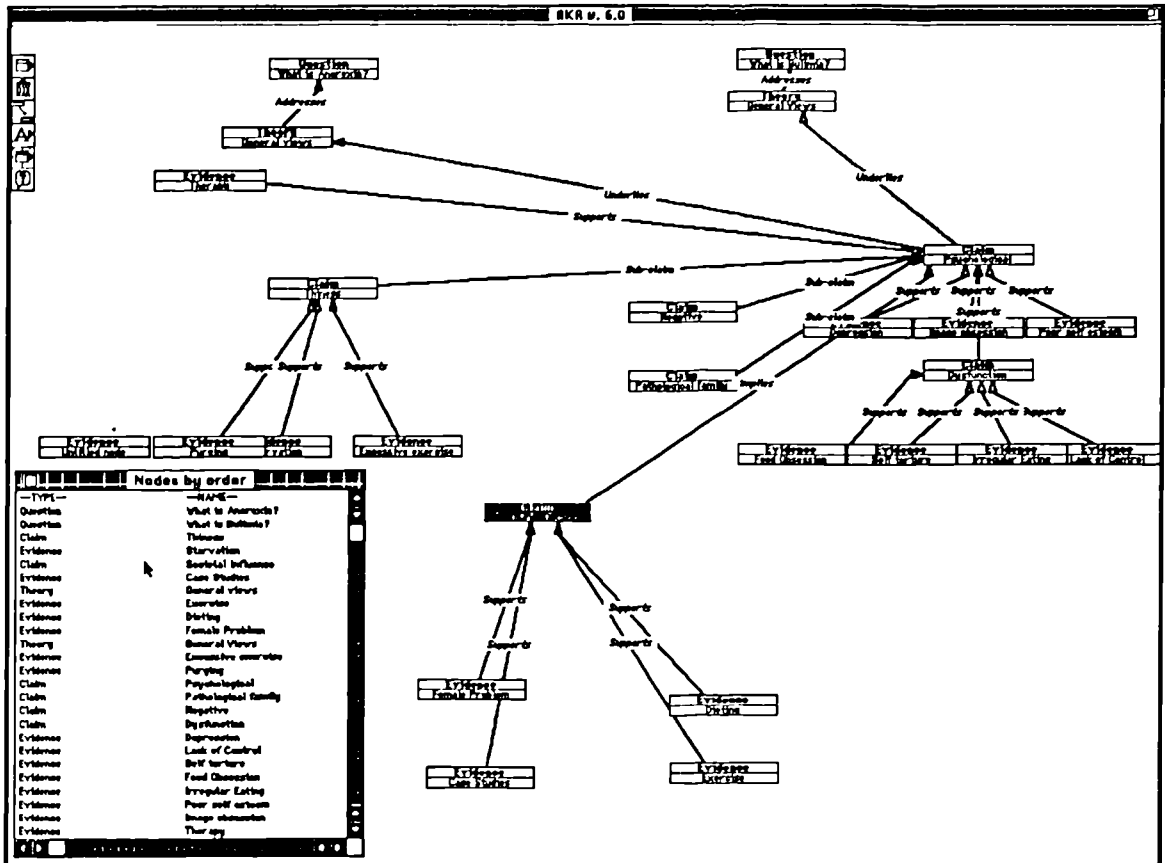 AKR v. 6.0
Question
What is Anorexia?
Question
What is Bulimia?
Addresses
Addresses
Theory
General Views
Theory
General views
Evidence
Therapy
Underlies
Underlies
Supports
Claim
Psychological
Sub-claim
Claim
Thiness
Sub-claim
Claim
Negative
Sub-claim
Supports
Supports
Supports
Supports
Depression
Evidence
Image obsession
Evidence
Poor self esteem
Claim
Pathological family
Implies
Claim
Dysfunction
Supports
Supports
Supports
Supports
Supports
Supports
Supports
Evidence
Untitled node
Evidence
Purging
Evidence
Excessive exercise
Evidence
Food Obsession
Evidence
Self torture
Evidence
Irregular Eating
Evidence
Lack of Control
Nodes by order
—TYPE— —NAME—
Question What is Anorexia?
Question What is Bulimia?
Claim Thiness
Evidence Starvation
Claim Societal Influence
Evidence Case Studies
Theory General views
Evidence Exercise
Evidence Dieting
Evidence Female Problem
Theory General Views
Evidence Excessive exercise
Evidence Purging
Claim Psychological
Claim Pathological family
Claim Negative
Claim Dysfunction
Evidence Depression
Evidence Lack of Control
Evidence Self torture
Evidence Food Obsession
Evidence Irregular Eating
Evidence Poor self esteem
Evidence Image obsession
Evidence Therapy
Claim
Supports
Supports
Supports
Supports
Evidence
Female Problem
Evidence
Dieting
Evidence
Case Studies
Evidence
Exercise